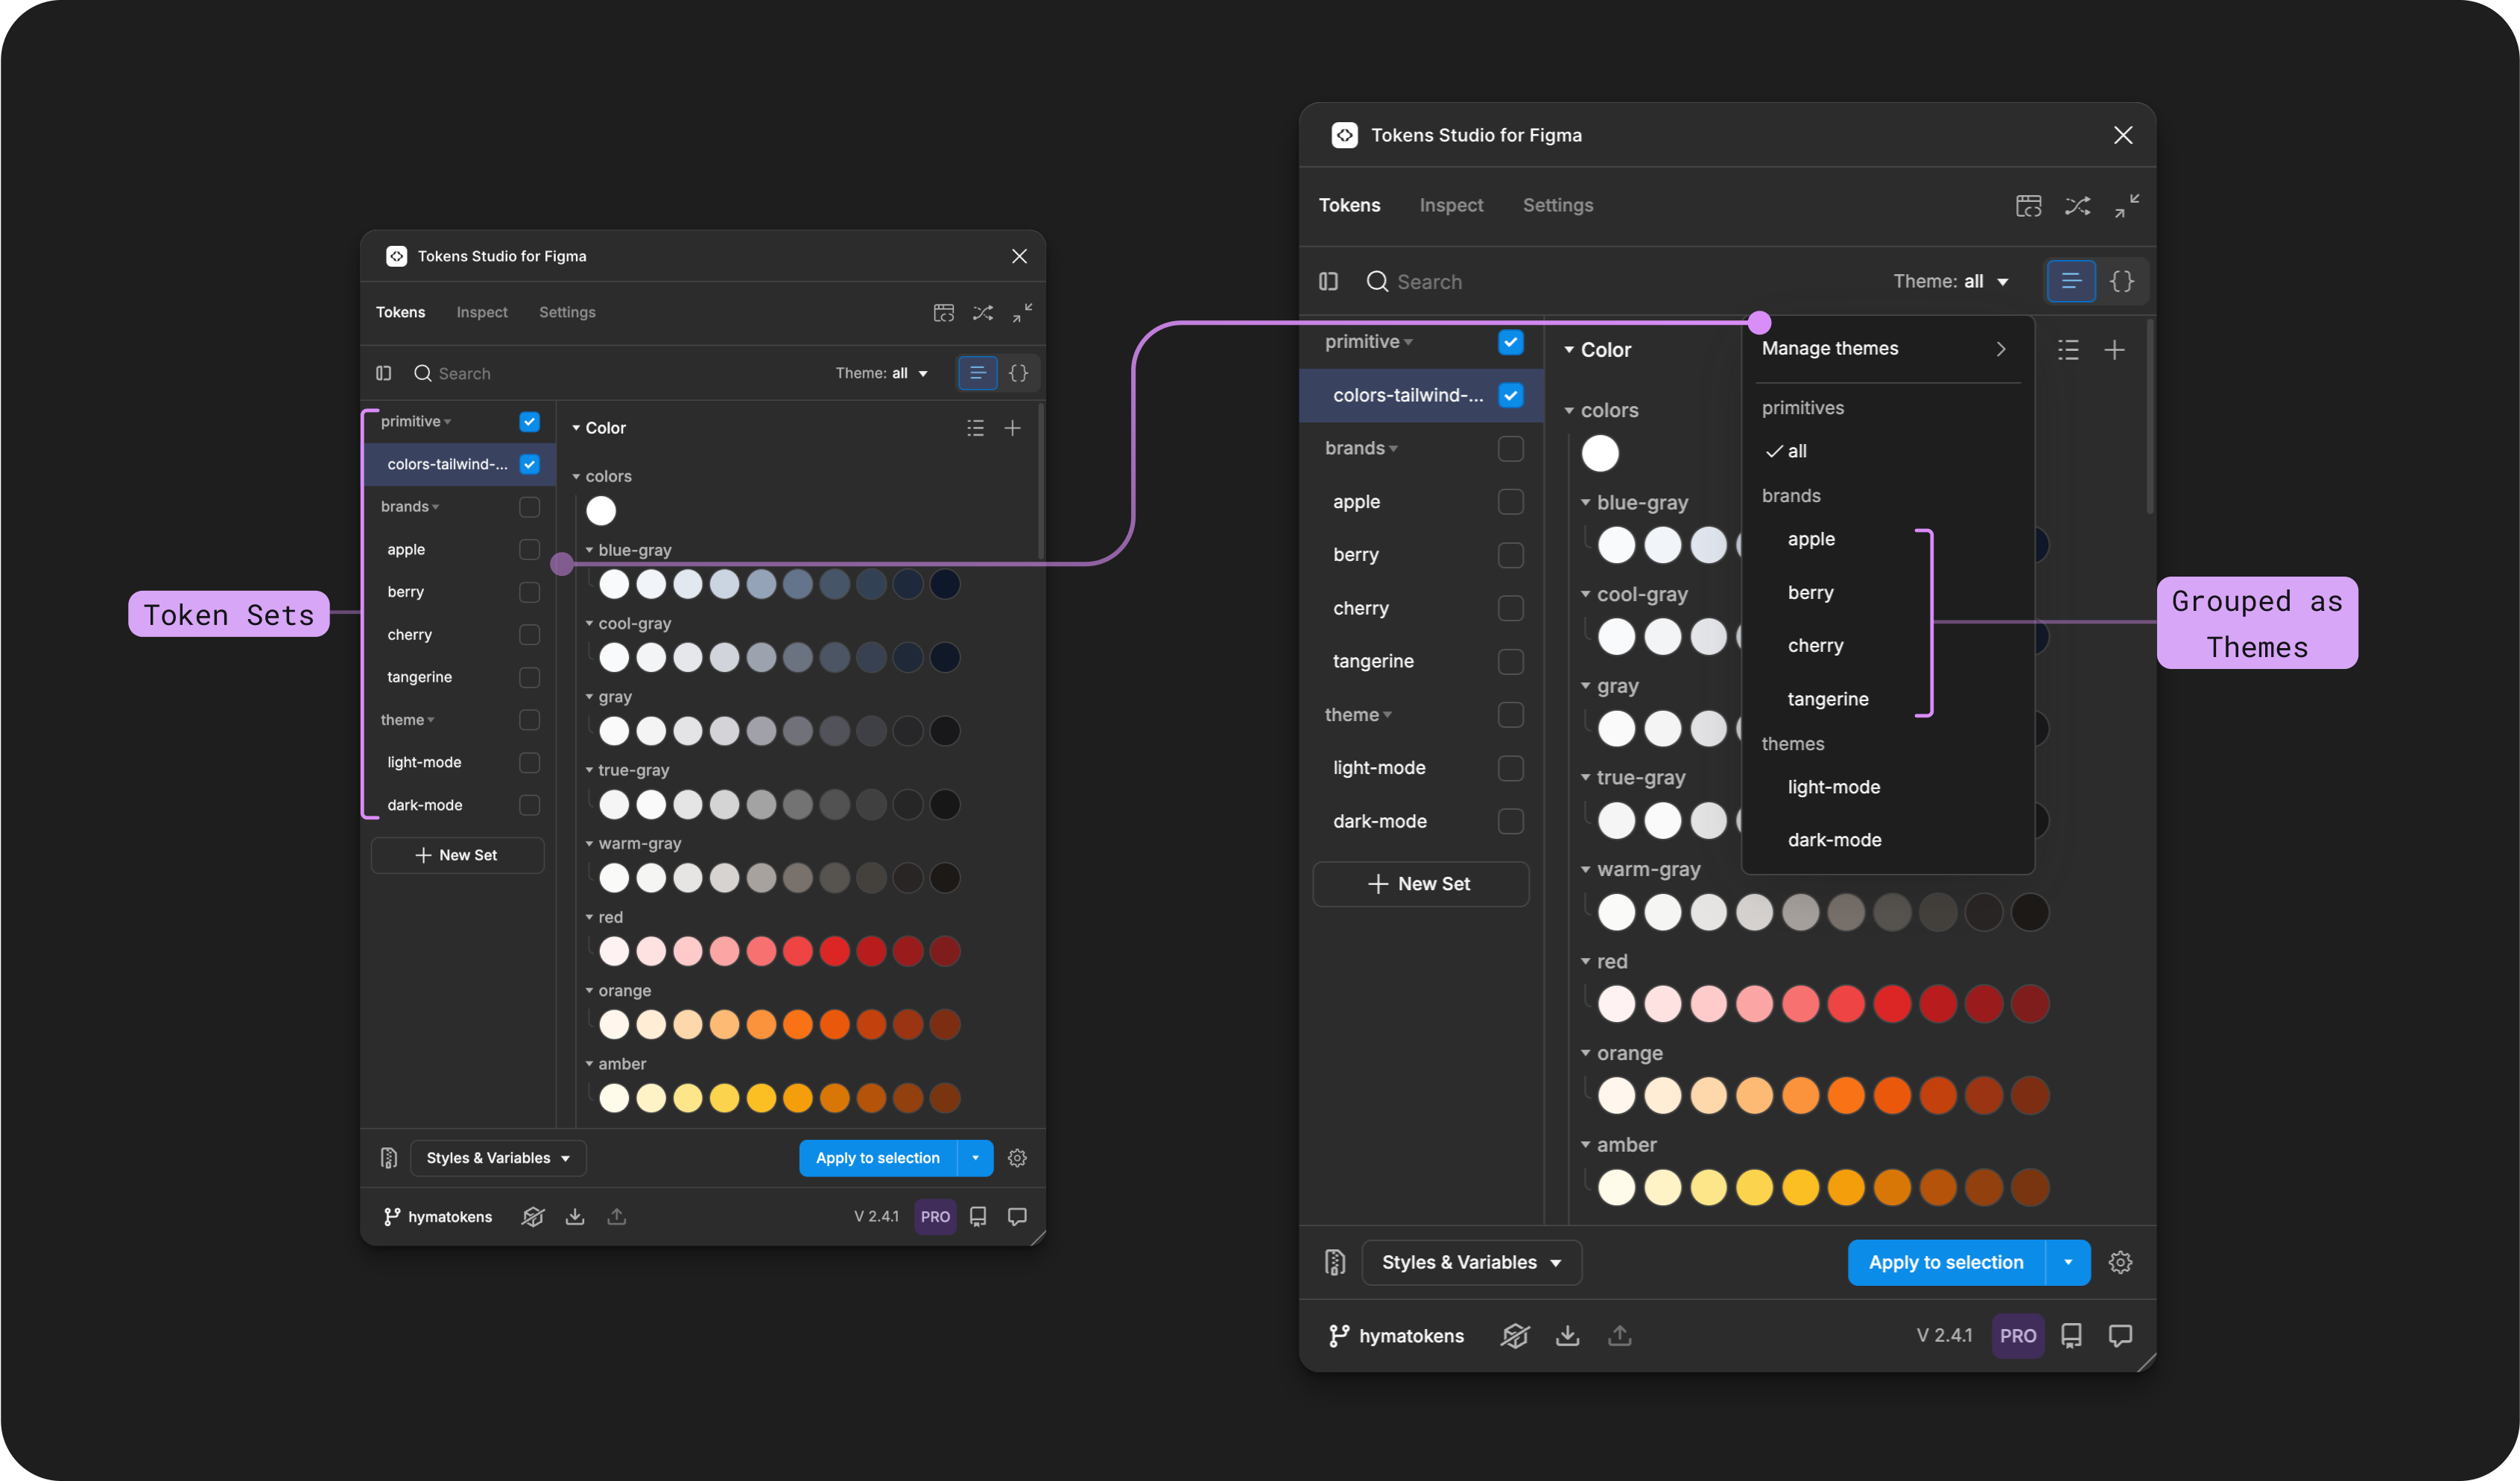 Token Sets
Tokens Studio for Figma
Tokens
Inspect
Settings
Search
Theme: all
primitive
colors-tailwind-...
brands
apple
berry
cherry
tangerine
theme
light-mode
dark-mode
New Set
Color
colors
blue-gray
cool-gray
gray
true-gray
warm-gray
red
orange
amber
Styles & Variables
Apply to selection
hymatokens
V 2.4.1
PRO
Tokens Studio for Figma
Tokens
Inspect
Settings
Search
Theme: all
primitive
colors-tailwind-...
brands
apple
berry
cherry
tangerine
theme
light-mode
dark-mode
New Set
Color
colors
blue-gray
cool-gray
gray
true-gray
warm-gray
red
orange
amber
Manage themes
primitives
all
brands
apple
berry
cherry
tangerine
themes
light-mode
dark-mode
Styles & Variables
Apply to selection
hymatokens
V 2.4.1
PRO
Grouped as
Themes